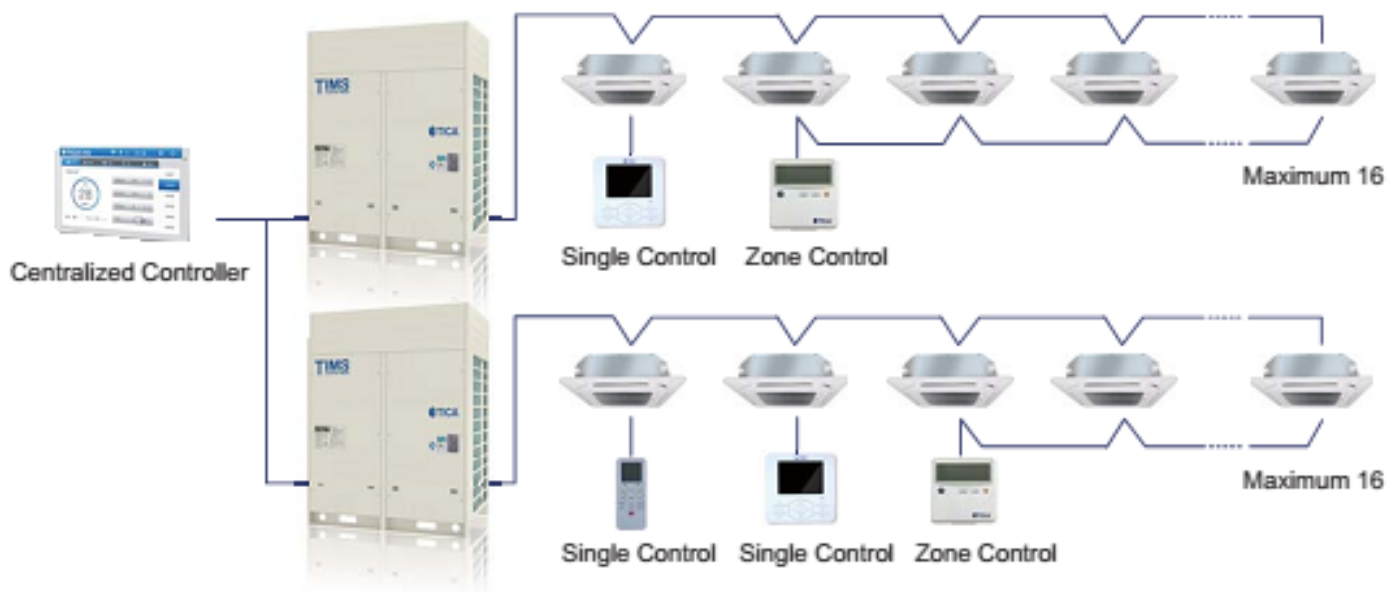 TIMS
TICA
Centralized Controller
Single Control
Zone Control
Maximum 16
TIMS
TICA
Single Control
Single Control
Zone Control
Maximum 16